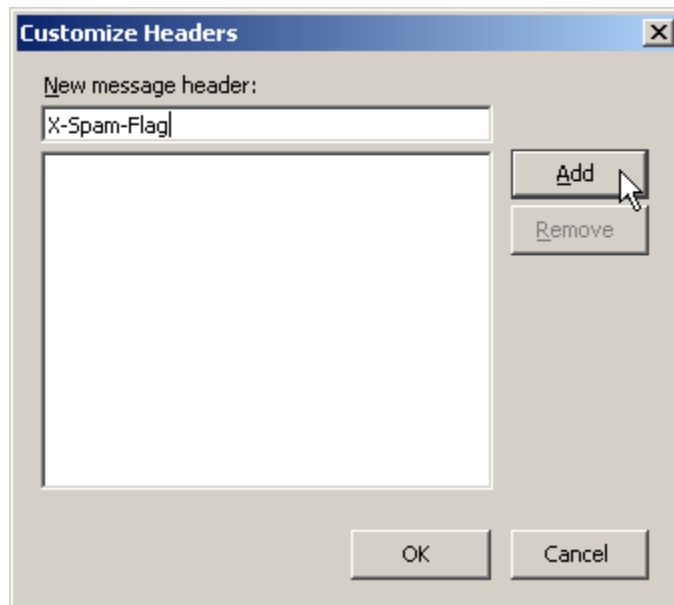 Customize Headers
New message header:
X-Spam-Flag
Add
Remove
OK
Cancel